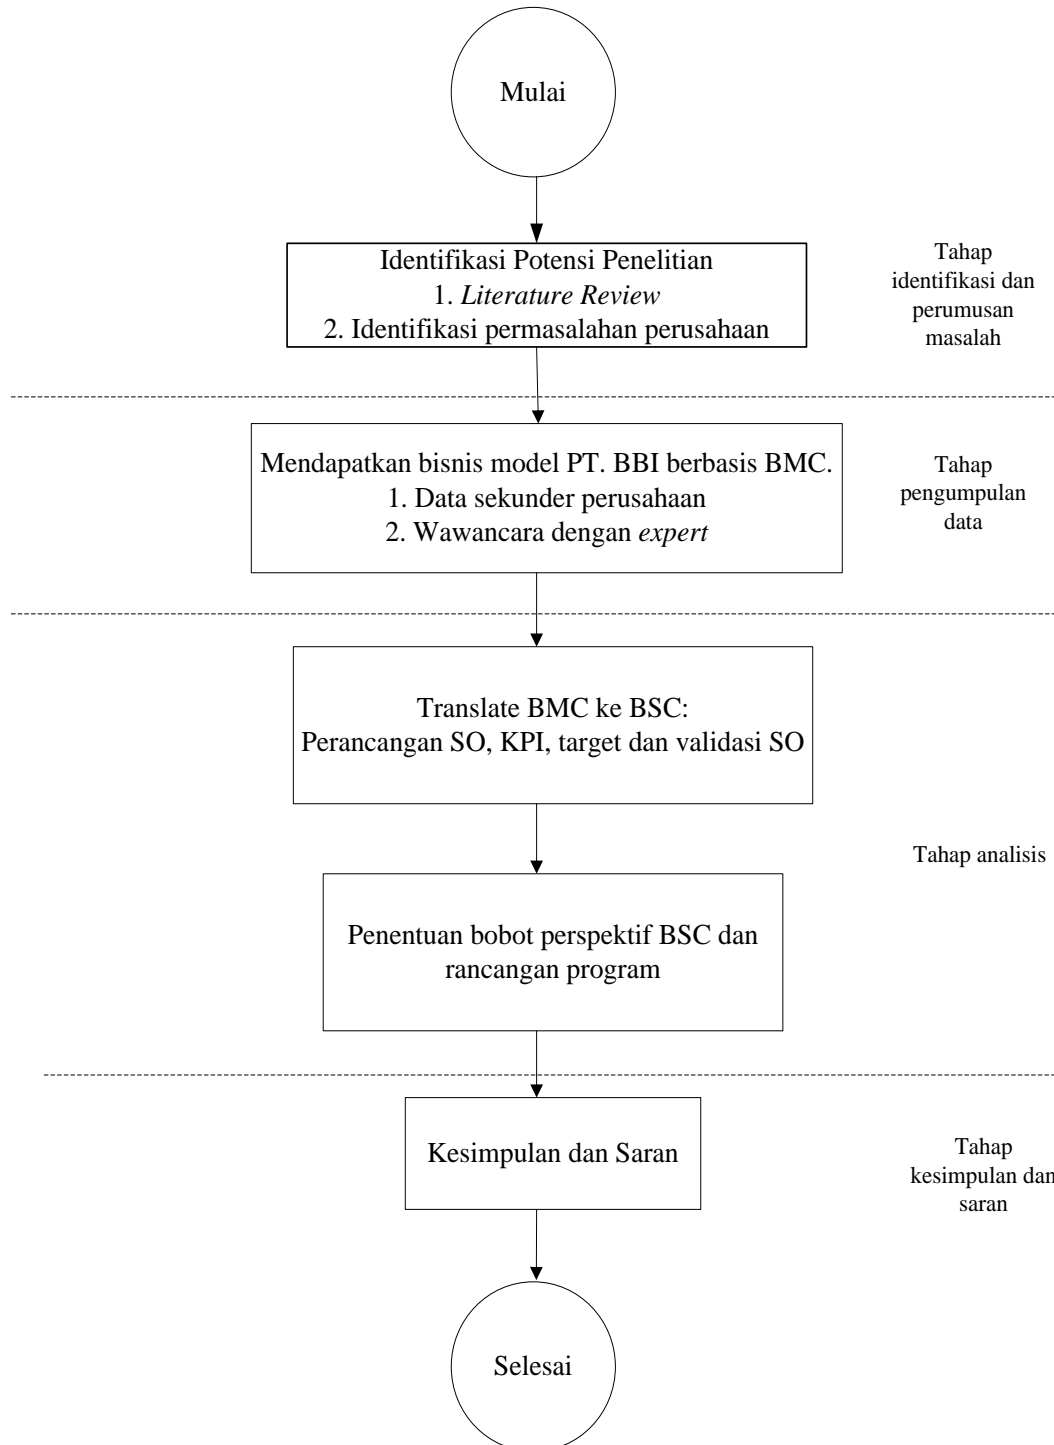 Mulai
Identifikasi Potensi Penelitian
1. Literature Review
2. Identifikasi permasalahan perusahaan
Tahap
identifikasi dan
perumusan
masalah
Mendapatkan bisnis model PT. BBI berbasis BMC.
1. Data sekunder perusahaan
2. Wawancara dengan expert
Tahap
pengumpulan
data
Translate BMC ke BSC:
Perancangan SO, KPI, target dan validasi SO
Penentuan bobot perspektif BSC dan
rancangan program
Tahap analisis
Kesimpulan dan Saran
Tahap
kesimpulan dan
saran
Selesai